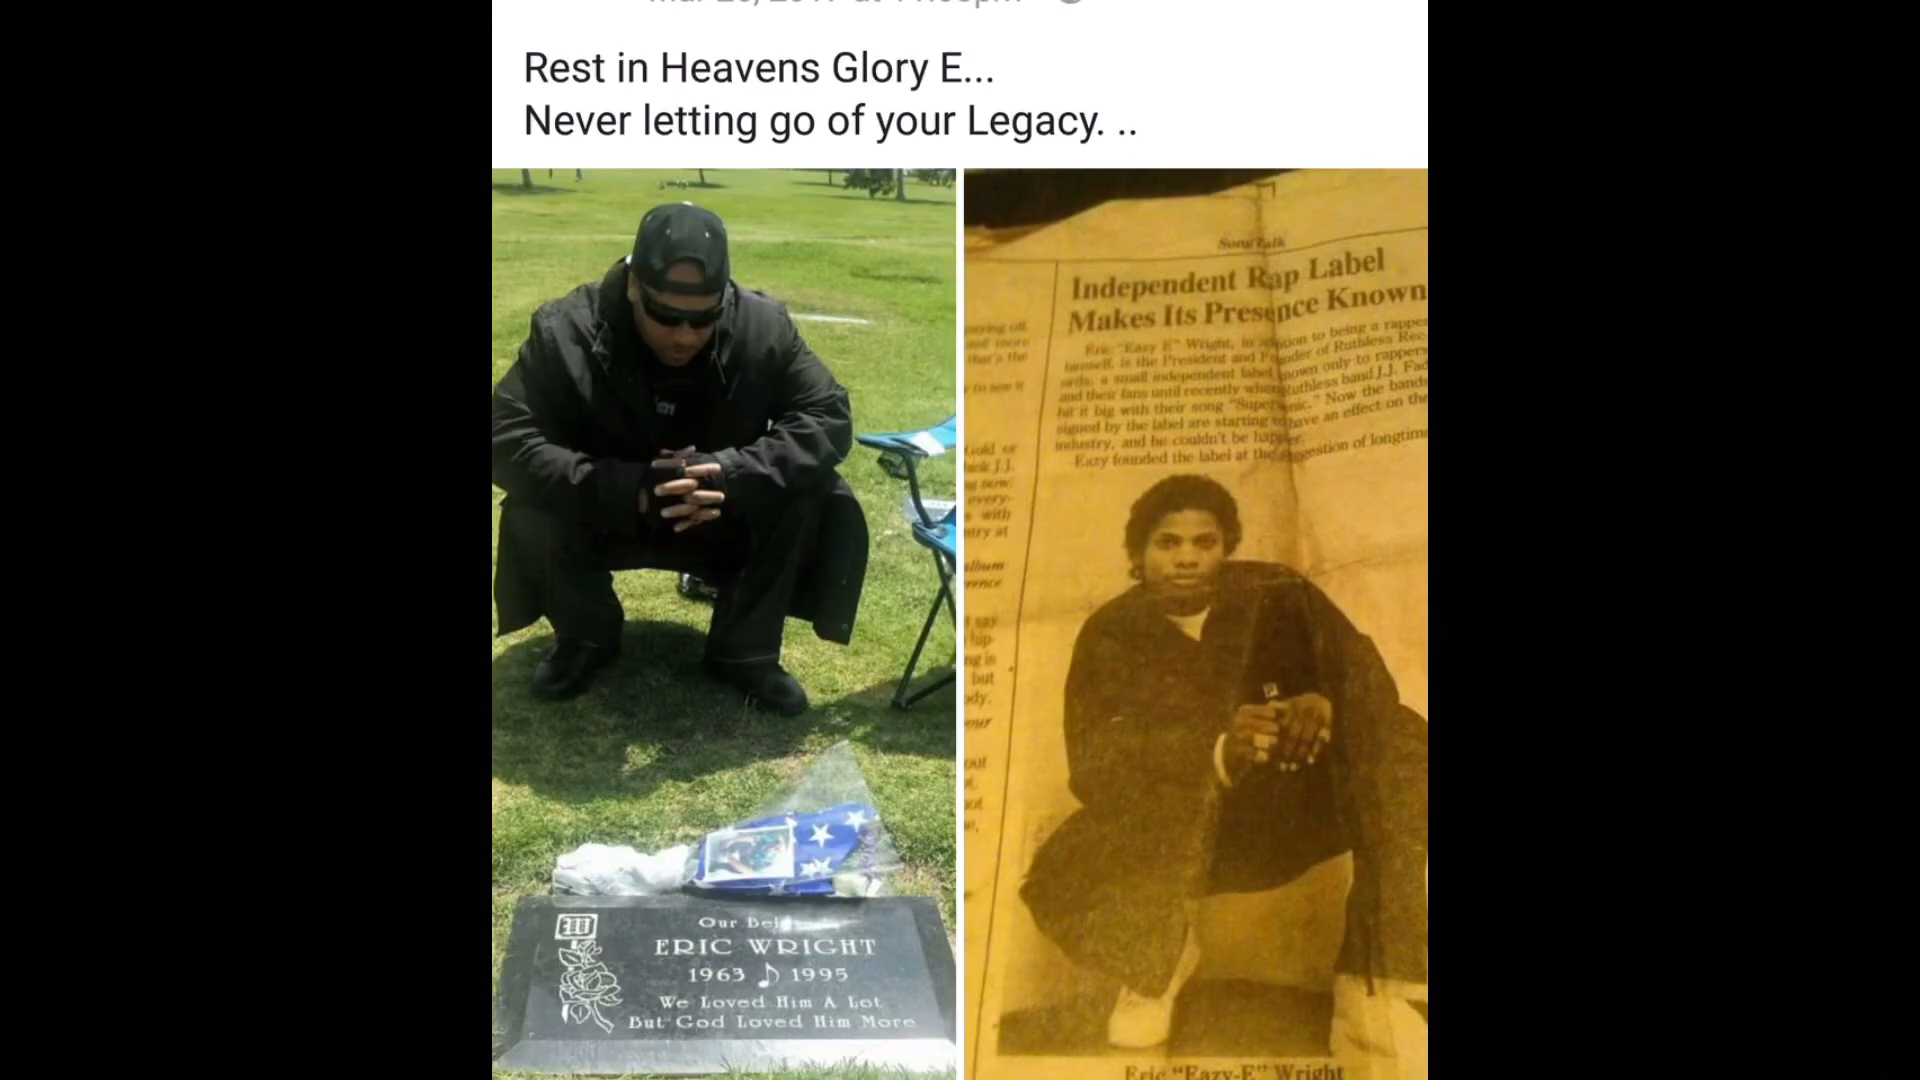 Rest in Heavens Glory E...
Never letting go of your Legacy. ..
Our
ERIC WRIGHT
1963 1995
We Loved Him A Lot
But God Loved Him More
SongTalk
Independent Rap Label
Makes Its Presence Known
Eric "Eazy E" Wright, in addition to being a rapper
himself, is the President and Founder of Ruthless Rec-
ords, a small independent label known only to rappers
and their fans until recently when Ruthless band J.J. Fad
hit it big with their song "Supersonic." Now the bands
signed by the label are starting to have an effect on the
industry, and he couldn't be happier.
Eazy founded the label at the suggestion of longtime
Eric "Eazy-E" Wright